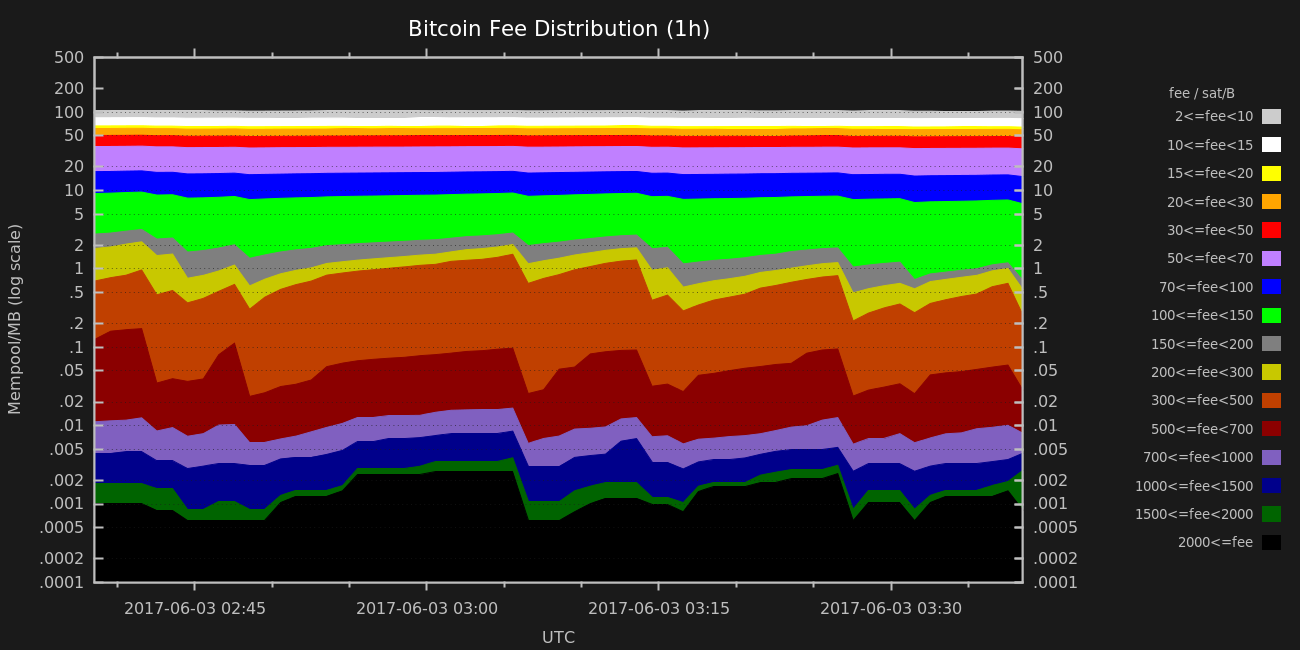 Bitcoin Fee Distribution (1h)
500
200
100
50
20
10
5
2
1
.5
.2
.1
.05
.02
.01
.005
.002
.001
.0005
.0002
.0001
Mempool/MB (log scale)
500
200
100
50
20
10
5
2
1
.5
.2
.1
.05
.02
.01
.005
.002
.001
.0005
.0002
.0001
2017-06-03 02:45 2017-06-03 03:00 2017-06-03 03:15 2017-06-03 03:30
UTC
fee / sat/B
2<=fee<10
10<=fee<15
15<=fee<20
20<=fee<30
30<=fee<50
50<=fee<70
70<=fee<100
100<=fee<150
150<=fee<200
200<=fee<300
300<=fee<500
500<=fee<700
700<=fee<1000
1000<=fee<1500
1500<=fee<2000
2000<=fee